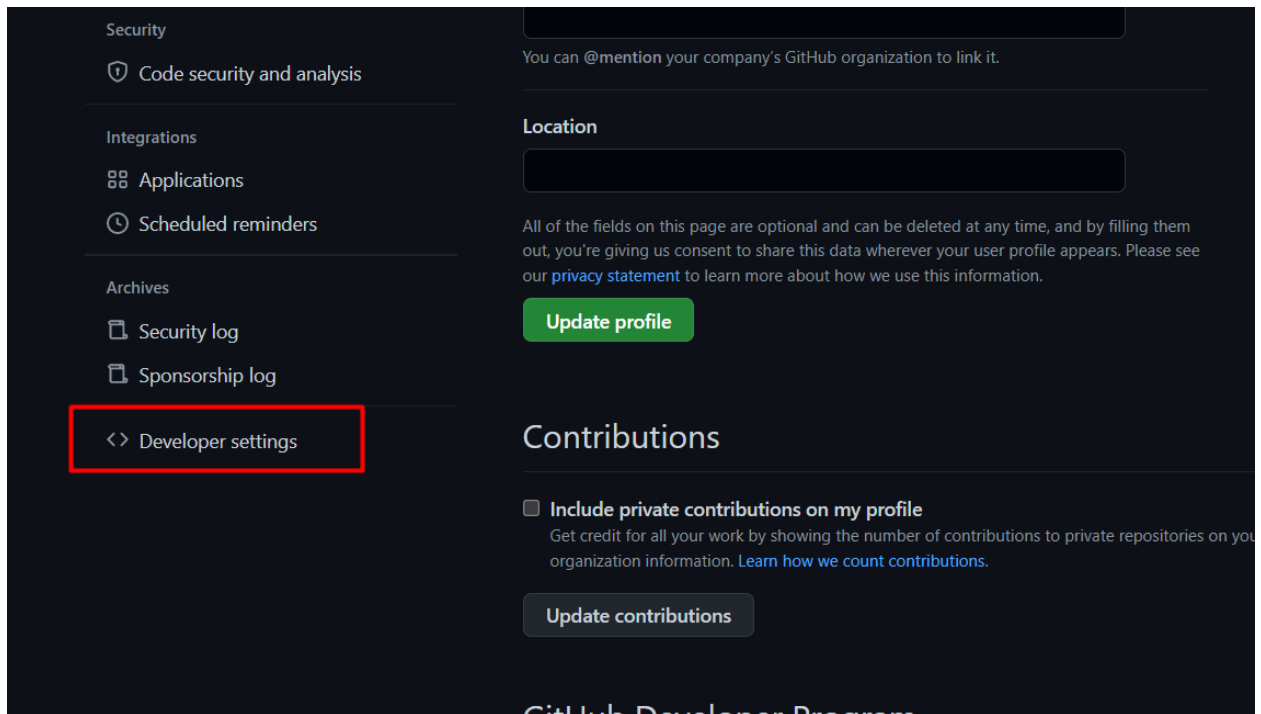 Security
Code security and analysis
Integrations
Applications
Scheduled reminders
Archives
Security log
Sponsorship log
Developer settings
You can @mention your company's GitHub organization to link it.
Location
All of the fields on this page are optional and can be deleted at any time, and by filling them
out, you're giving us consent to share this data wherever your user profile appears. Please see
our privacy statement to learn more about how we use this information.
Update profile
Contributions
Include private contributions on my profile
Get credit for all your work by showing the number of contributions to private repositories on you
organization information. Learn how we count contributions.
Update contributions
GitHub Developer Program